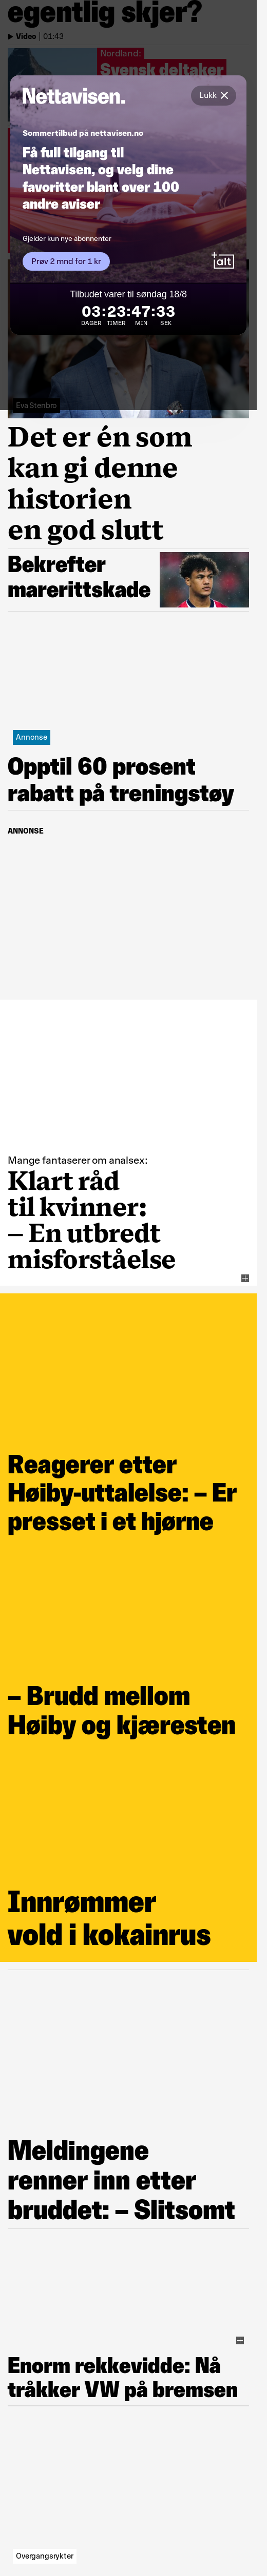 egentlig skjer?
Video | 01:43
Nordland:
Svensk deltaker
Nettavisen.
Lukk
Sommertilbud på nettavisen.no
Få full tilgang til
Nettavisen, og velg dine
favoritter blant over 100
andre aviser
Gjelder kun nye abonnenter
Prøv 2 mnd for 1 kr
+alt
Tilbudet varer til søndag 18/8
03:23:47:33
DAGER TIMER MIN SEK
Eva Stenbro
Det er én som
kan gi denne
historien
en god slutt
Bekrefter
marerittskade
Annonse
Opptil 60 prosent
rabatt på treningstøy
ANNONSE
Mange fantaserer om analsex:
Klart råd
til kvinner:
– En utbredt
misforståelse
Reagerer etter
Høiby-uttalelse: – Er
presset i et hjørne
– Brudd mellom
Høiby og kjæresten
Innrømmer
vold i kokainrus
Meldingene
renner inn etter
bruddet: – Slitsomt
Enorm rekkevidde: Nå
tråkker VW på bremsen
Overgangsrykter